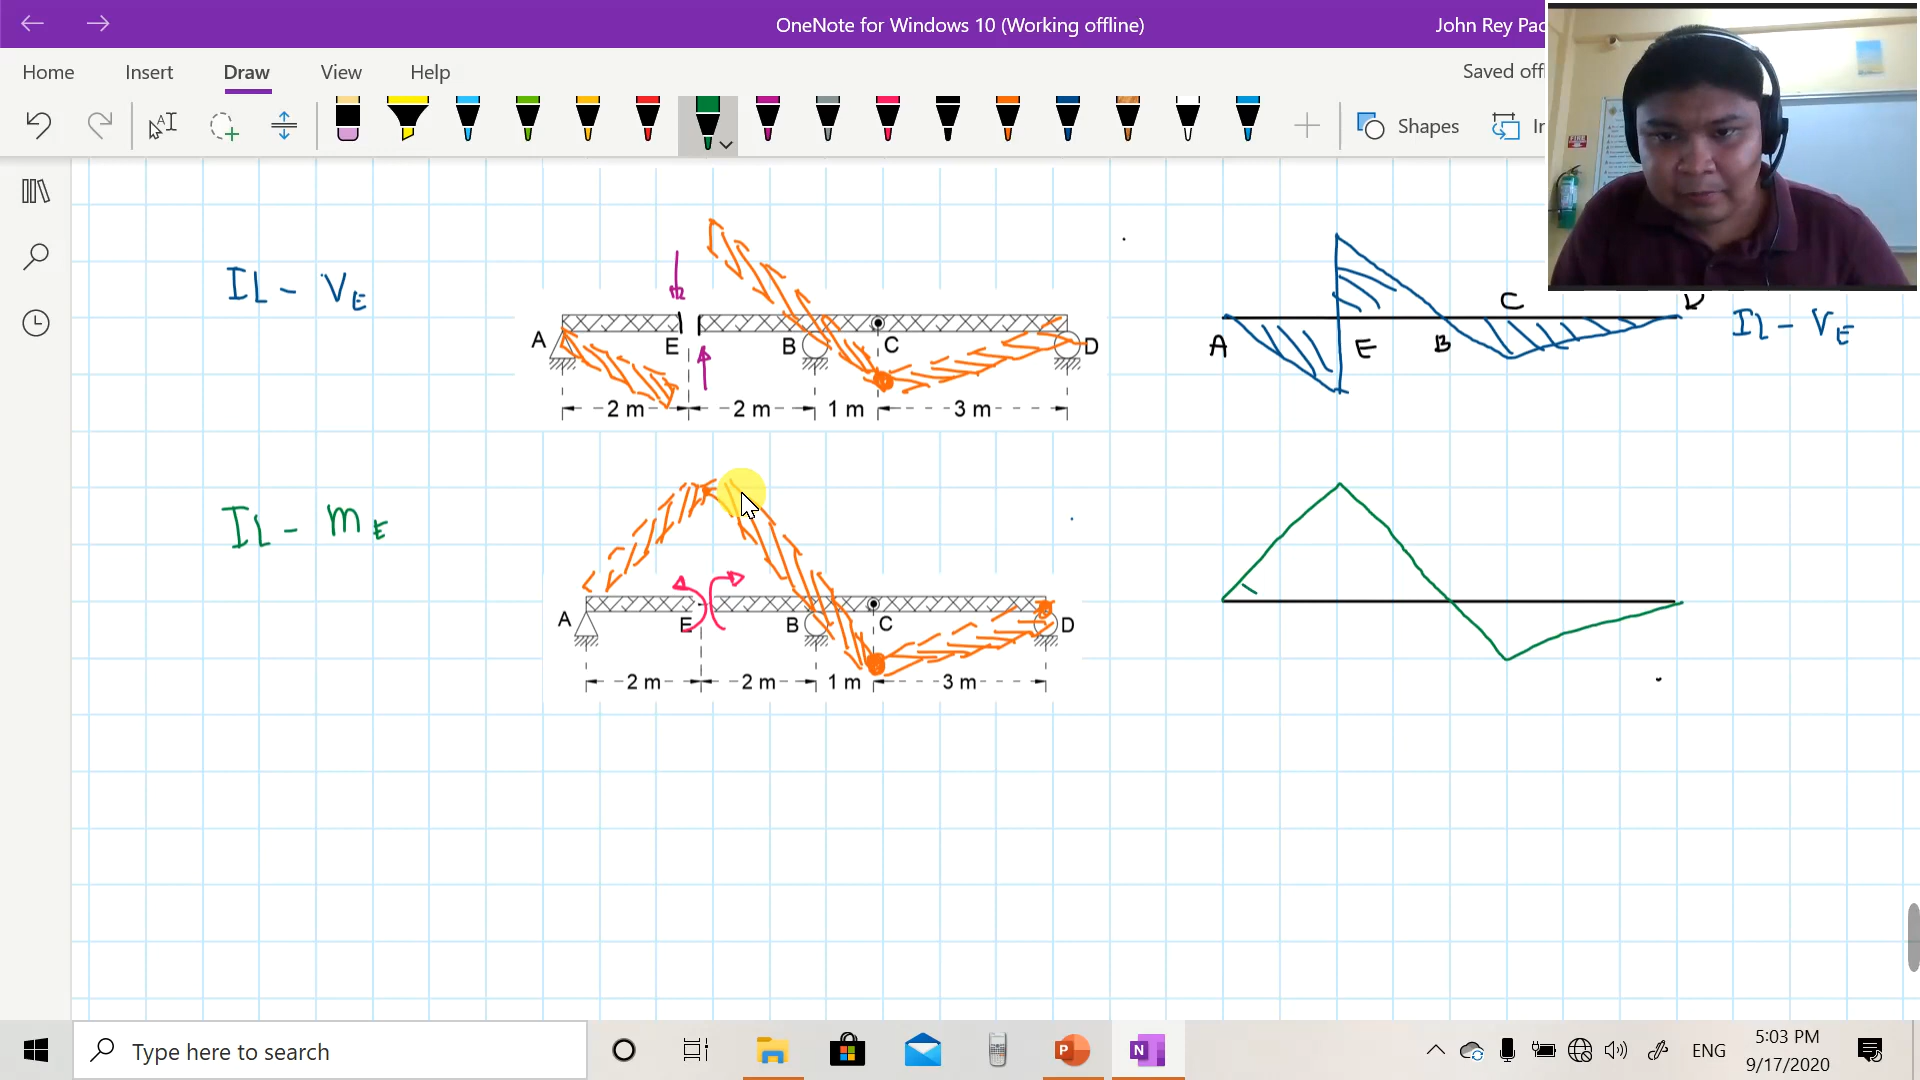 OneNote for Windows 10 (Working offline)
John Rey Pac
Home Insert Draw View Help
Saved off
Shapes
In
FIRE
IL - VE
A E B C D
2 m 2 m 1 m 3 m
A E B C D
IL - VE
IL - mE
A E B C D
2 m 2 m 1 m 3 m
Type here to search
ENG
5:03 PM
9/17/2020